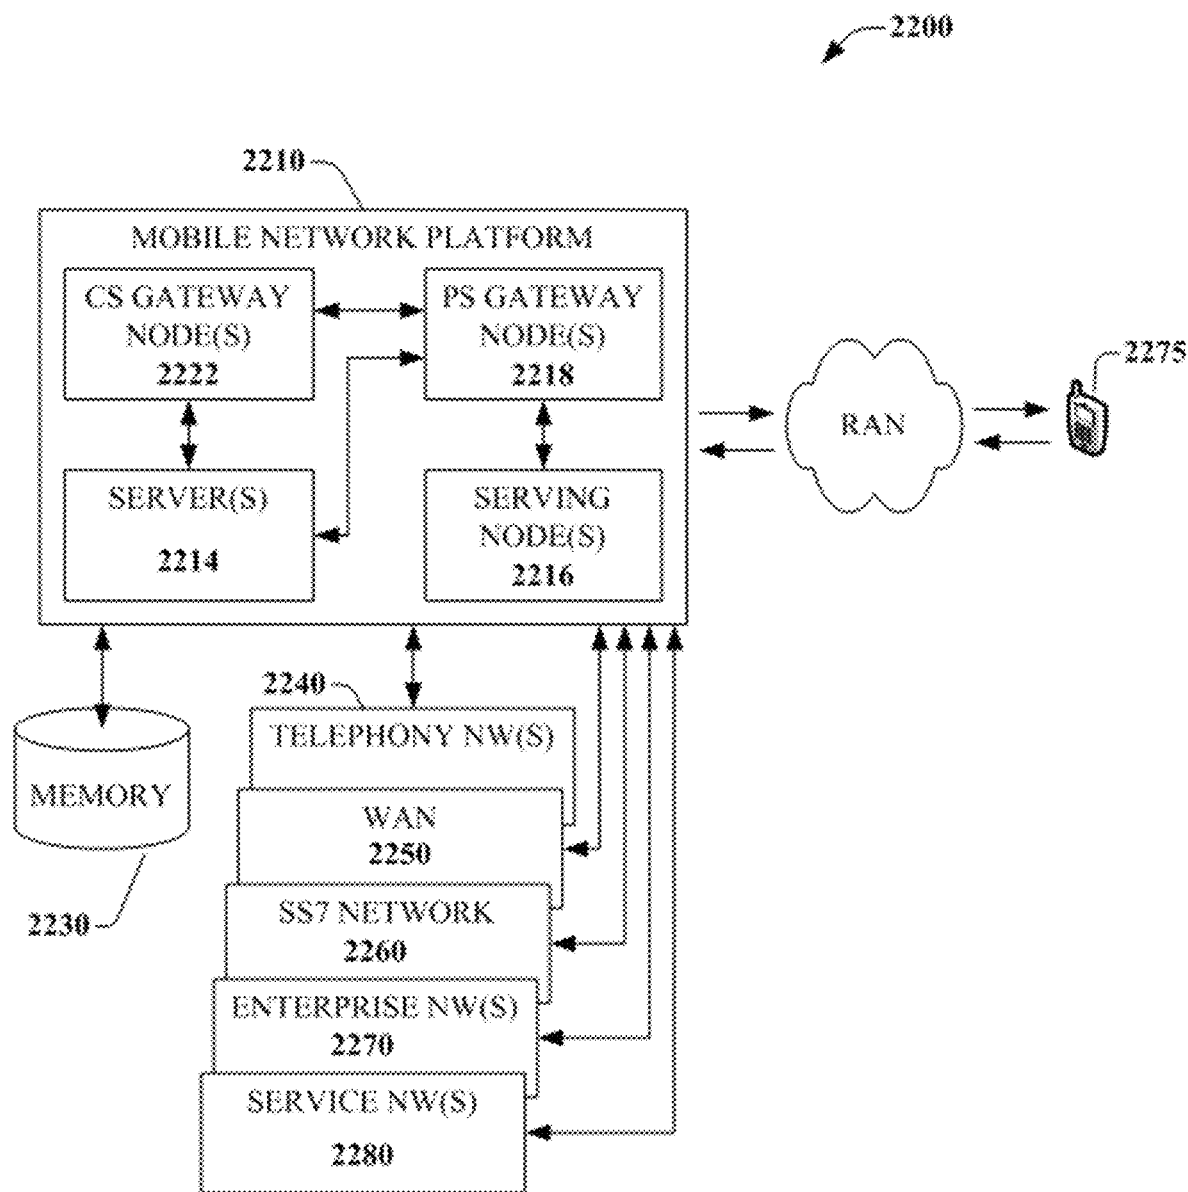 2200
2210
MOBILE NETWORK PLATFORM
CS GATEWAY
NODE(S)
2222
PS GATEWAY
NODE(S)
2218
SERVER(S)
2214
SERVING
NODE(S)
2216
RAN
2275
MEMORY
2230
2240
TELEPHONY NW(S)
WAN
2250
SS7 NETWORK
2260
ENTERPRISE NW(S)
2270
SERVICE NW(S)
2280